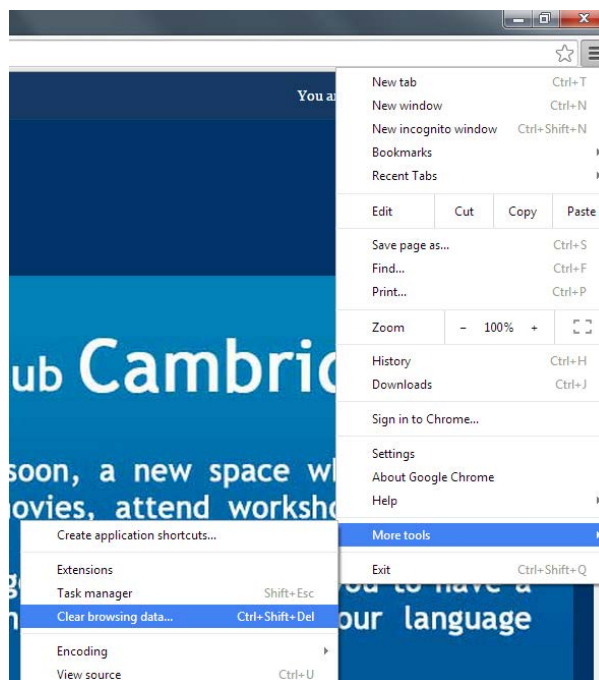 You
New tab Ctrl+T
New window Ctrl+N
New incognito window Ctrl+Shift+N
Bookmarks
Recent Tabs
Edit Cut Copy Paste
Save page as... Ctrl+S
Find... Ctrl+F
Print... Ctrl+P
Zoom - 100% +
History Ctrl+H
Downloads Ctrl+J
Sign in to Chrome...
Settings
About Google Chrome
Help
More tools
Exit Ctrl+Shift+Q
ub Cambric
soon, a new space
ovies, attend
Create application shortcuts...
Extensions
Task manager Shift+Esc
Clear browsing data... Ctrl+Shift+Del
Encoding
View source Ctrl+U
you to have a
our language